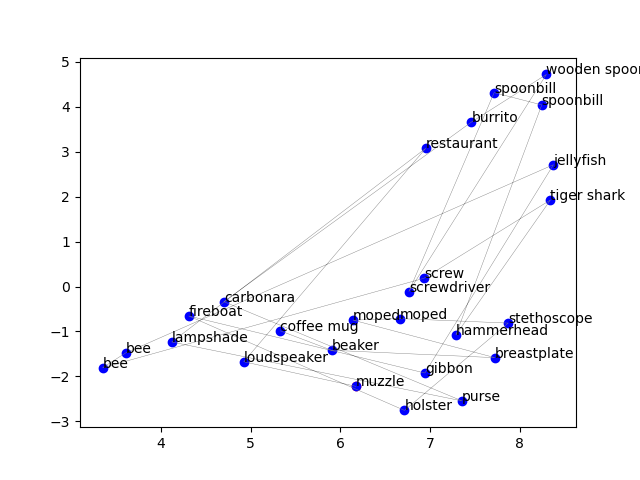 5
wooden spoon
spoonbill
spoonbill
4
burrito
restaurant
3
jellyfish
tiger shark
2
1
screw
screwdriver
0
carbonara
fireboat
moped
moped
stethoscope
coffee mug
hammerhead
−1
lampshade
beaker
bee
breastplate
loudspeaker
bee
gibbon
−2
muzzle
purse
holster
−3
4 5 6 7 8